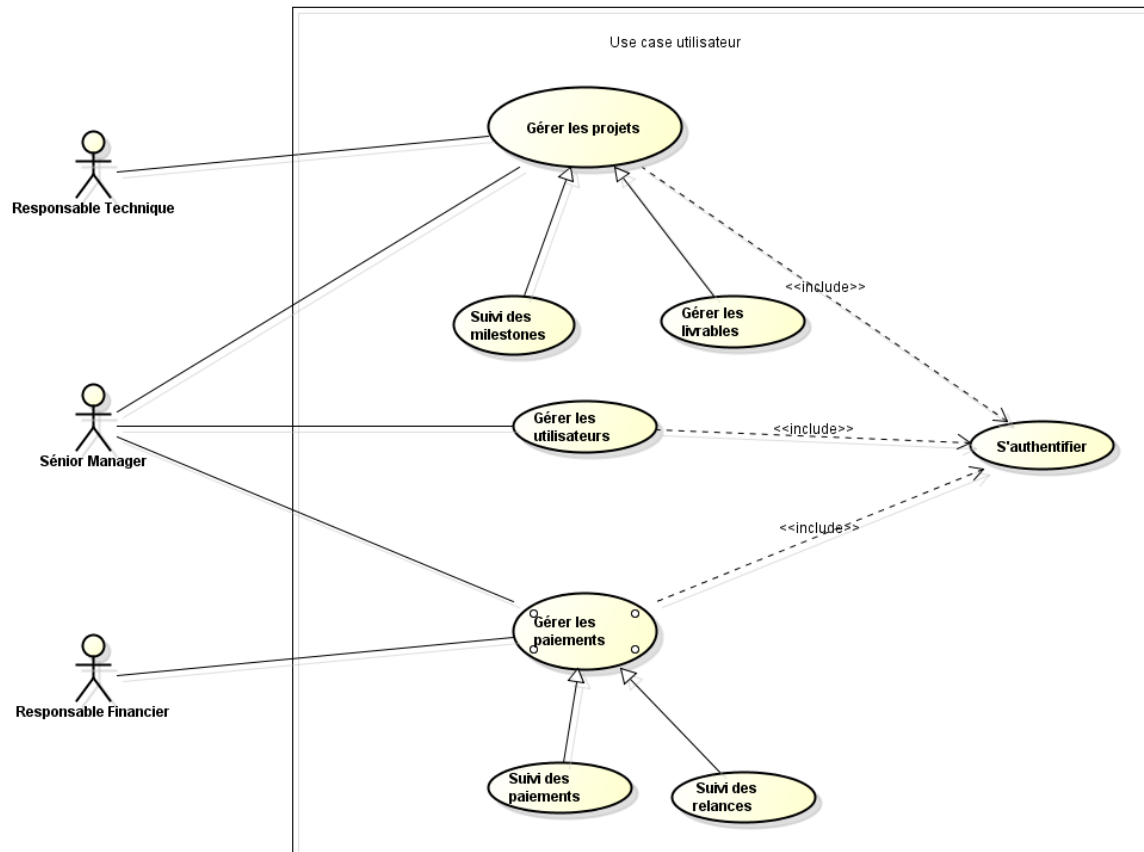 Use case utilisateur
Gérer les projets
Responsable Technique
<<include>>
Suivi des
milestones
Gérer les
livrables
Gérer les
utilisateurs
<<include>>
S'authentifier
Sénior Manager
<<include>>
Gérer les
paiements
Responsable Financier
Suivi des
paiements
Suivi des
relances